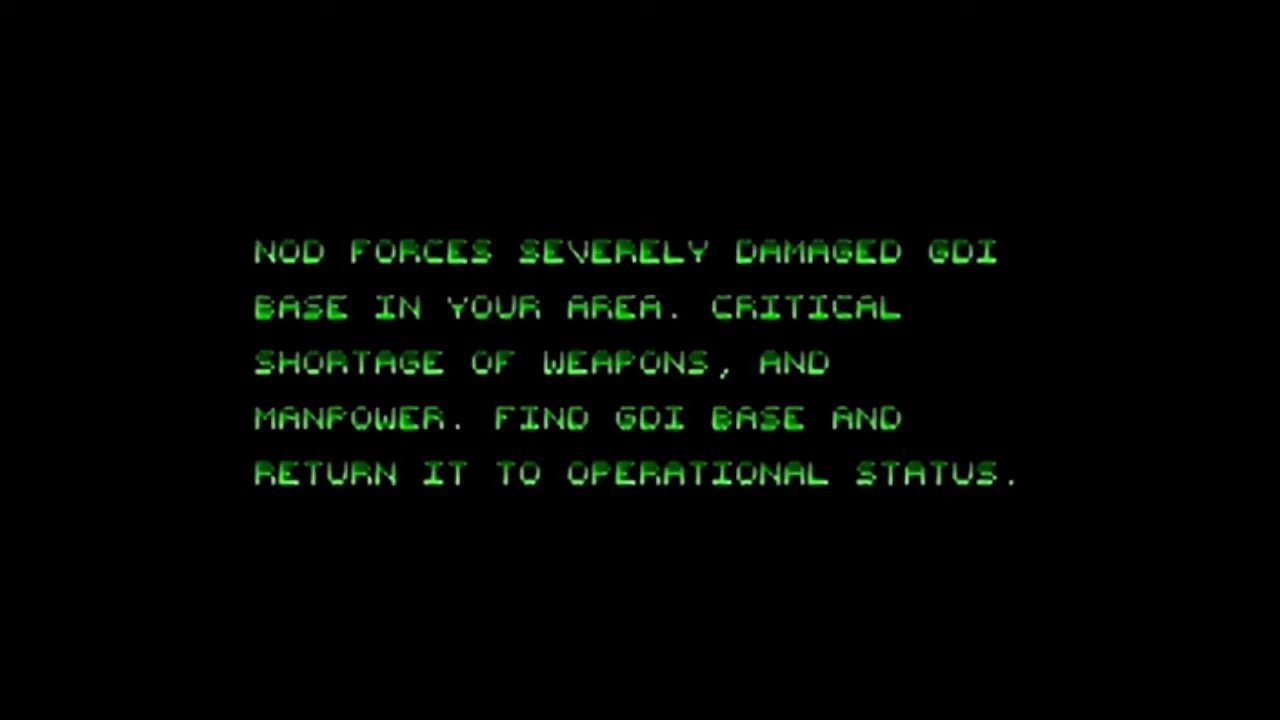 NOD FORCES SEVERELY DAMAGED GDI
BASE IN YOUR AREA. CRITICAL
SHORTAGE OF WEAPONS, AND
MANPOWER. FIND GDI BASE AND
RETURN IT TO OPERATIONAL STATUS.